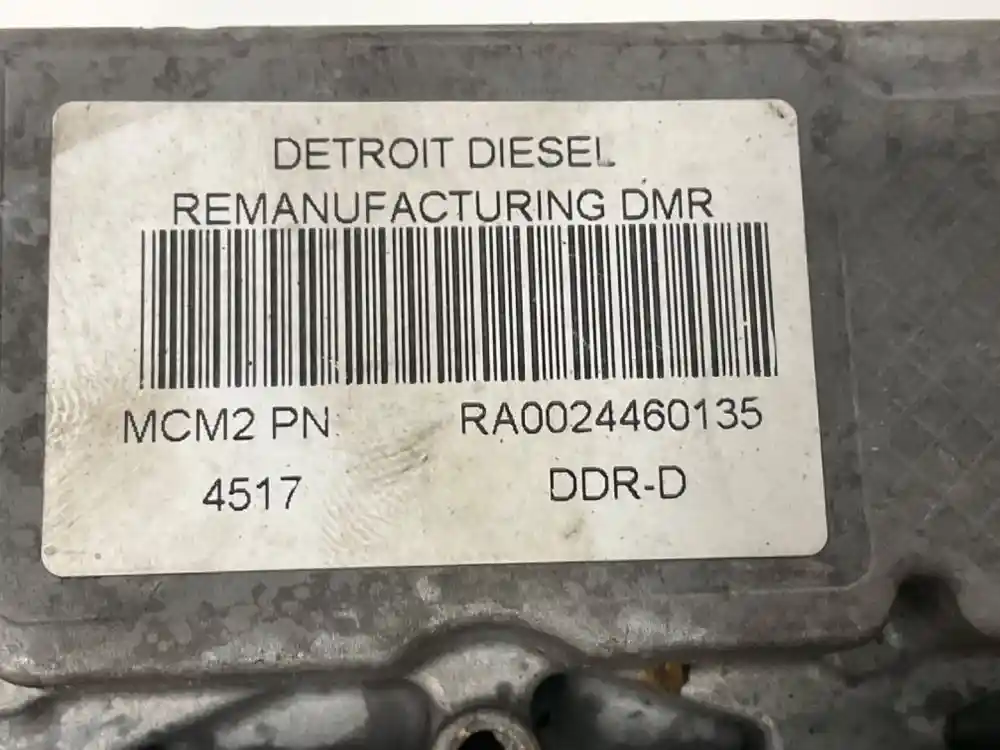 DETROIT DIESEL
REMANUFACTURING DMR
MCM2 PN RA0024460135
4517 DDR-D